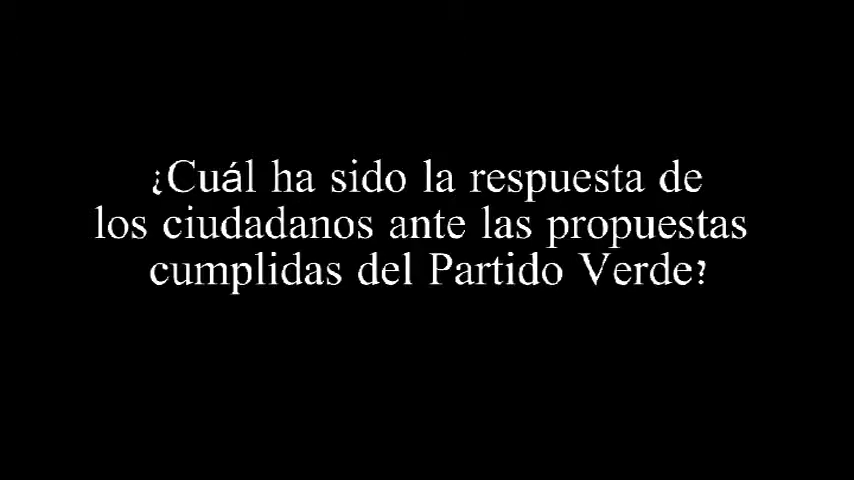 ¿Cuál ha sido la respuesta de
los ciudadanos ante las propuestas
cumplidas del Partido Verde?